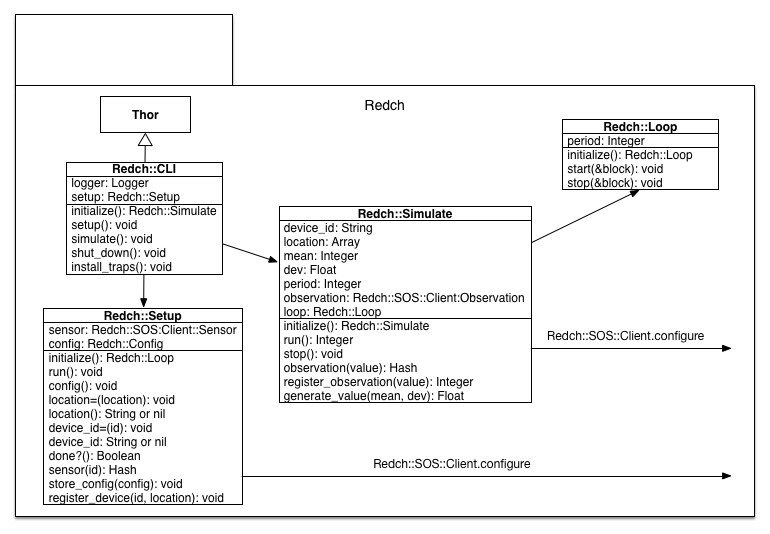 Redch
Thor
Redch::CLI
logger: Logger
setup: Redch::Setup
initialize(): Redch::Simulate
setup(): void
simulate(): void
shut_down(): void
install_traps(): void
Redch::Setup
sensor: Redch::SOS:Client::Sensor
config: Redch::Config
initialize(): Redch::Loop
run(): void
config(): void
location=(location): void
location(): String or nil
device_id=(id): void
device_id: String or nil
done?(): Boolean
sensor(id): Hash
store_config(config): void
register_device(id, location): void
Redch::Simulate
device_id: String
location: Array
mean: Integer
dev: Float
period: Integer
observation: Redch::SOS::Client:Observation
loop: Redch::Loop
initialize(): Redch::Simulate
run(): Integer
stop(): void
observation(value): Hash
register_observation(value): Integer
generate_value(mean, dev): Float
Redch::Loop
period: Integer
initialize(): Redch::Loop
start(&block): void
stop(&block): void
Redch::SOS::Client.configure
Redch::SOS::Client.configure